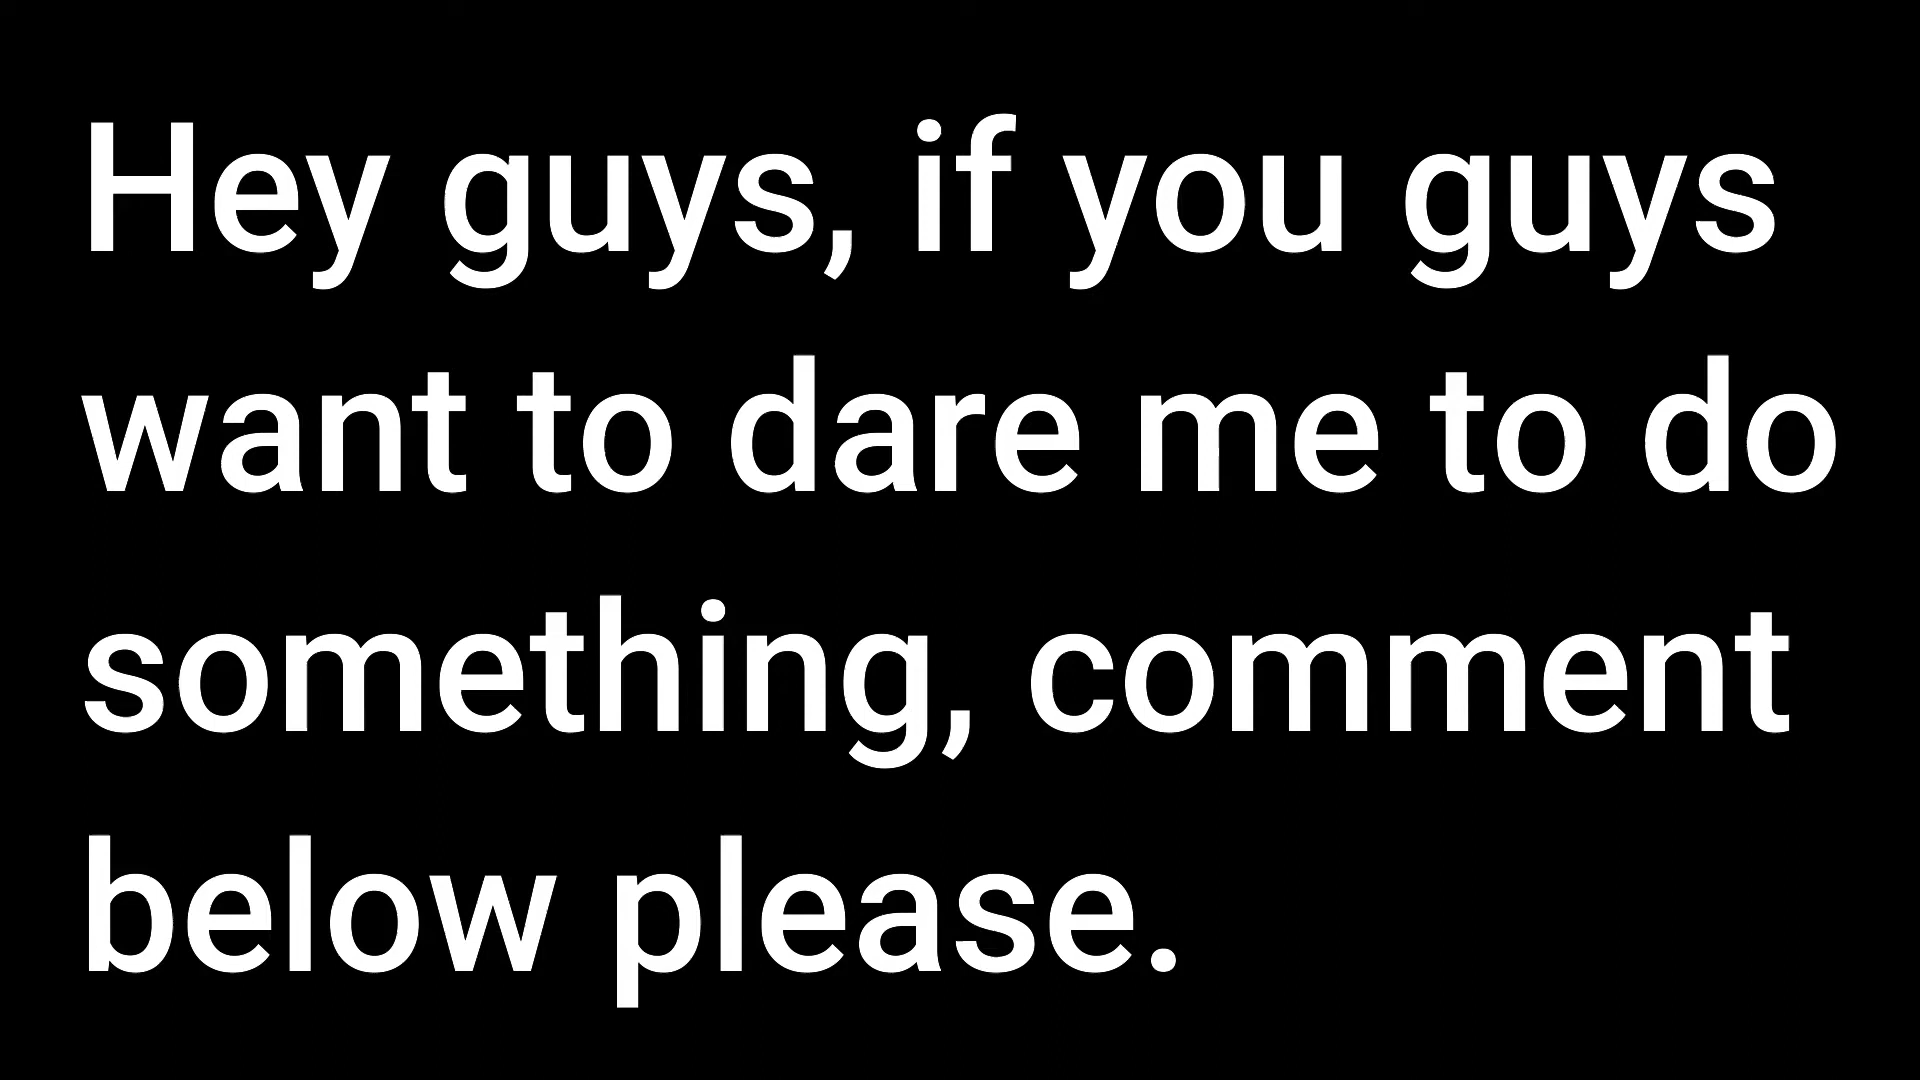 Hey guys, if you guys
want to dare me to do
something, comment
below please.